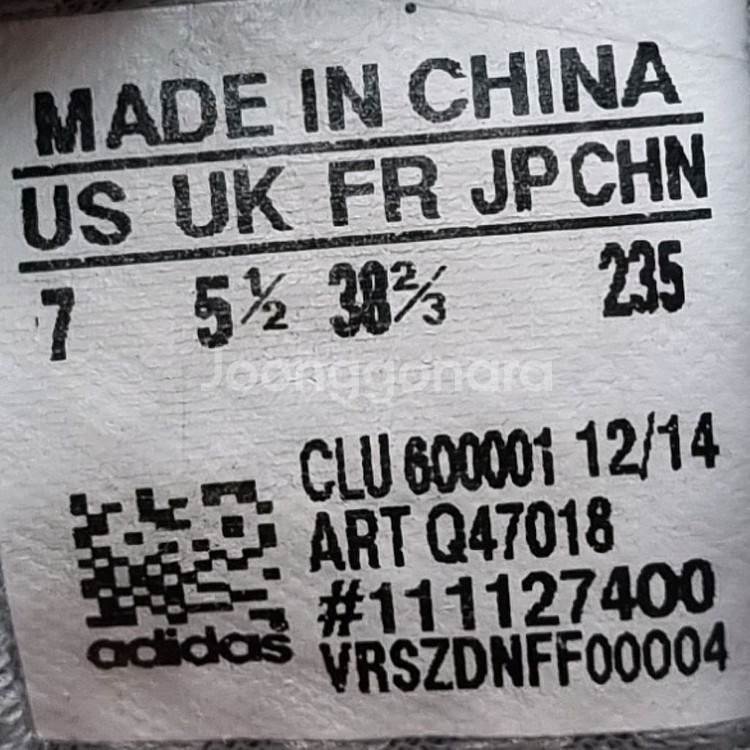 MADE IN CHINA
US UK FR JP CHN
7 5½ 38⅔ 235
Joonggonara
CLU 600001 12/14
ART Q47018
#111127400
adidas
VRSZDNFF00004